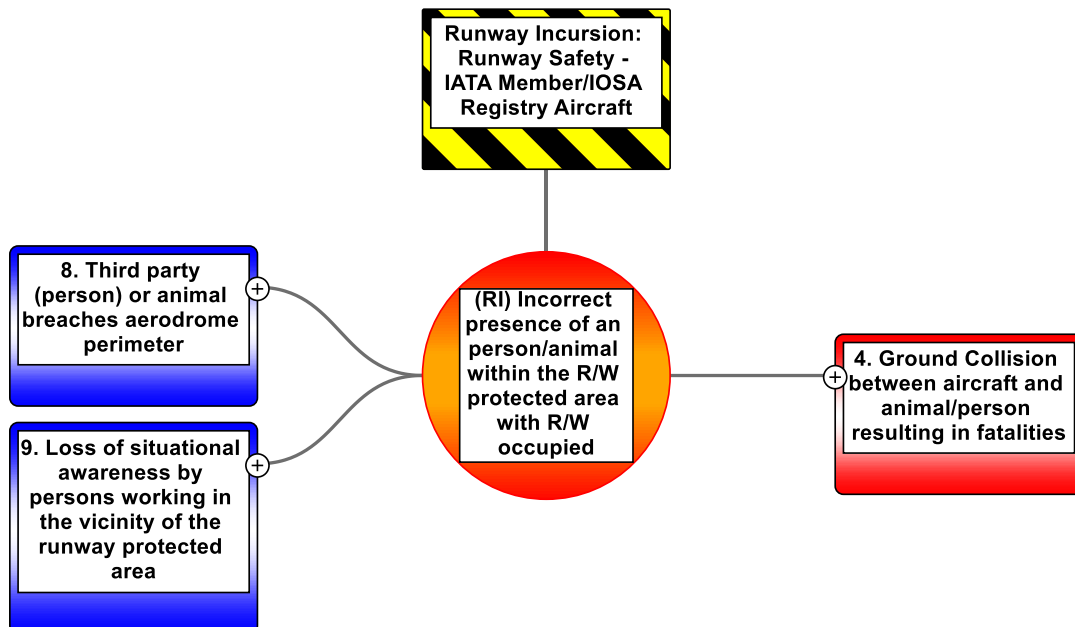 Runway Incursion:
Runway Safety -
IATA Member/IOSA
Registry Aircraft
8. Third party
(person) or animal
breaches aerodrome
perimeter
9. Loss of situational
awareness by
persons working in
the vicinity of the
runway protected
area
(RI) Incorrect
presence of an
person/animal
within the R/W
protected area
with R/W
occupied
4. Ground Collision
between aircraft and
animal/person
resulting in fatalities